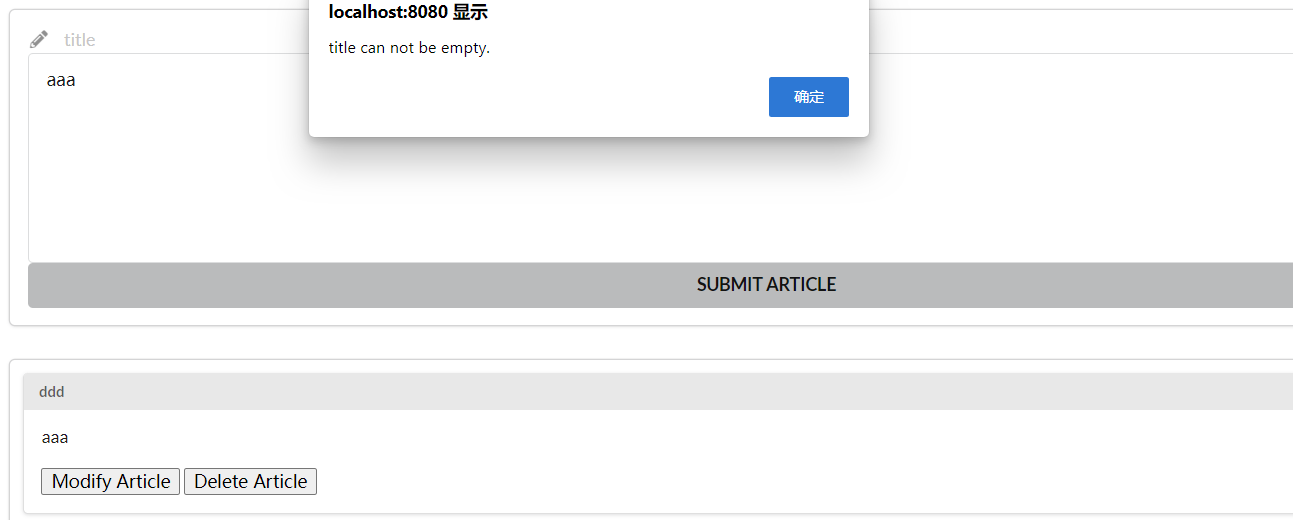 localhost:8080 显示
title can not be empty.
确定
title
aaa
SUBMIT ARTICLE
ddd
aaa
Modify Article Delete Article